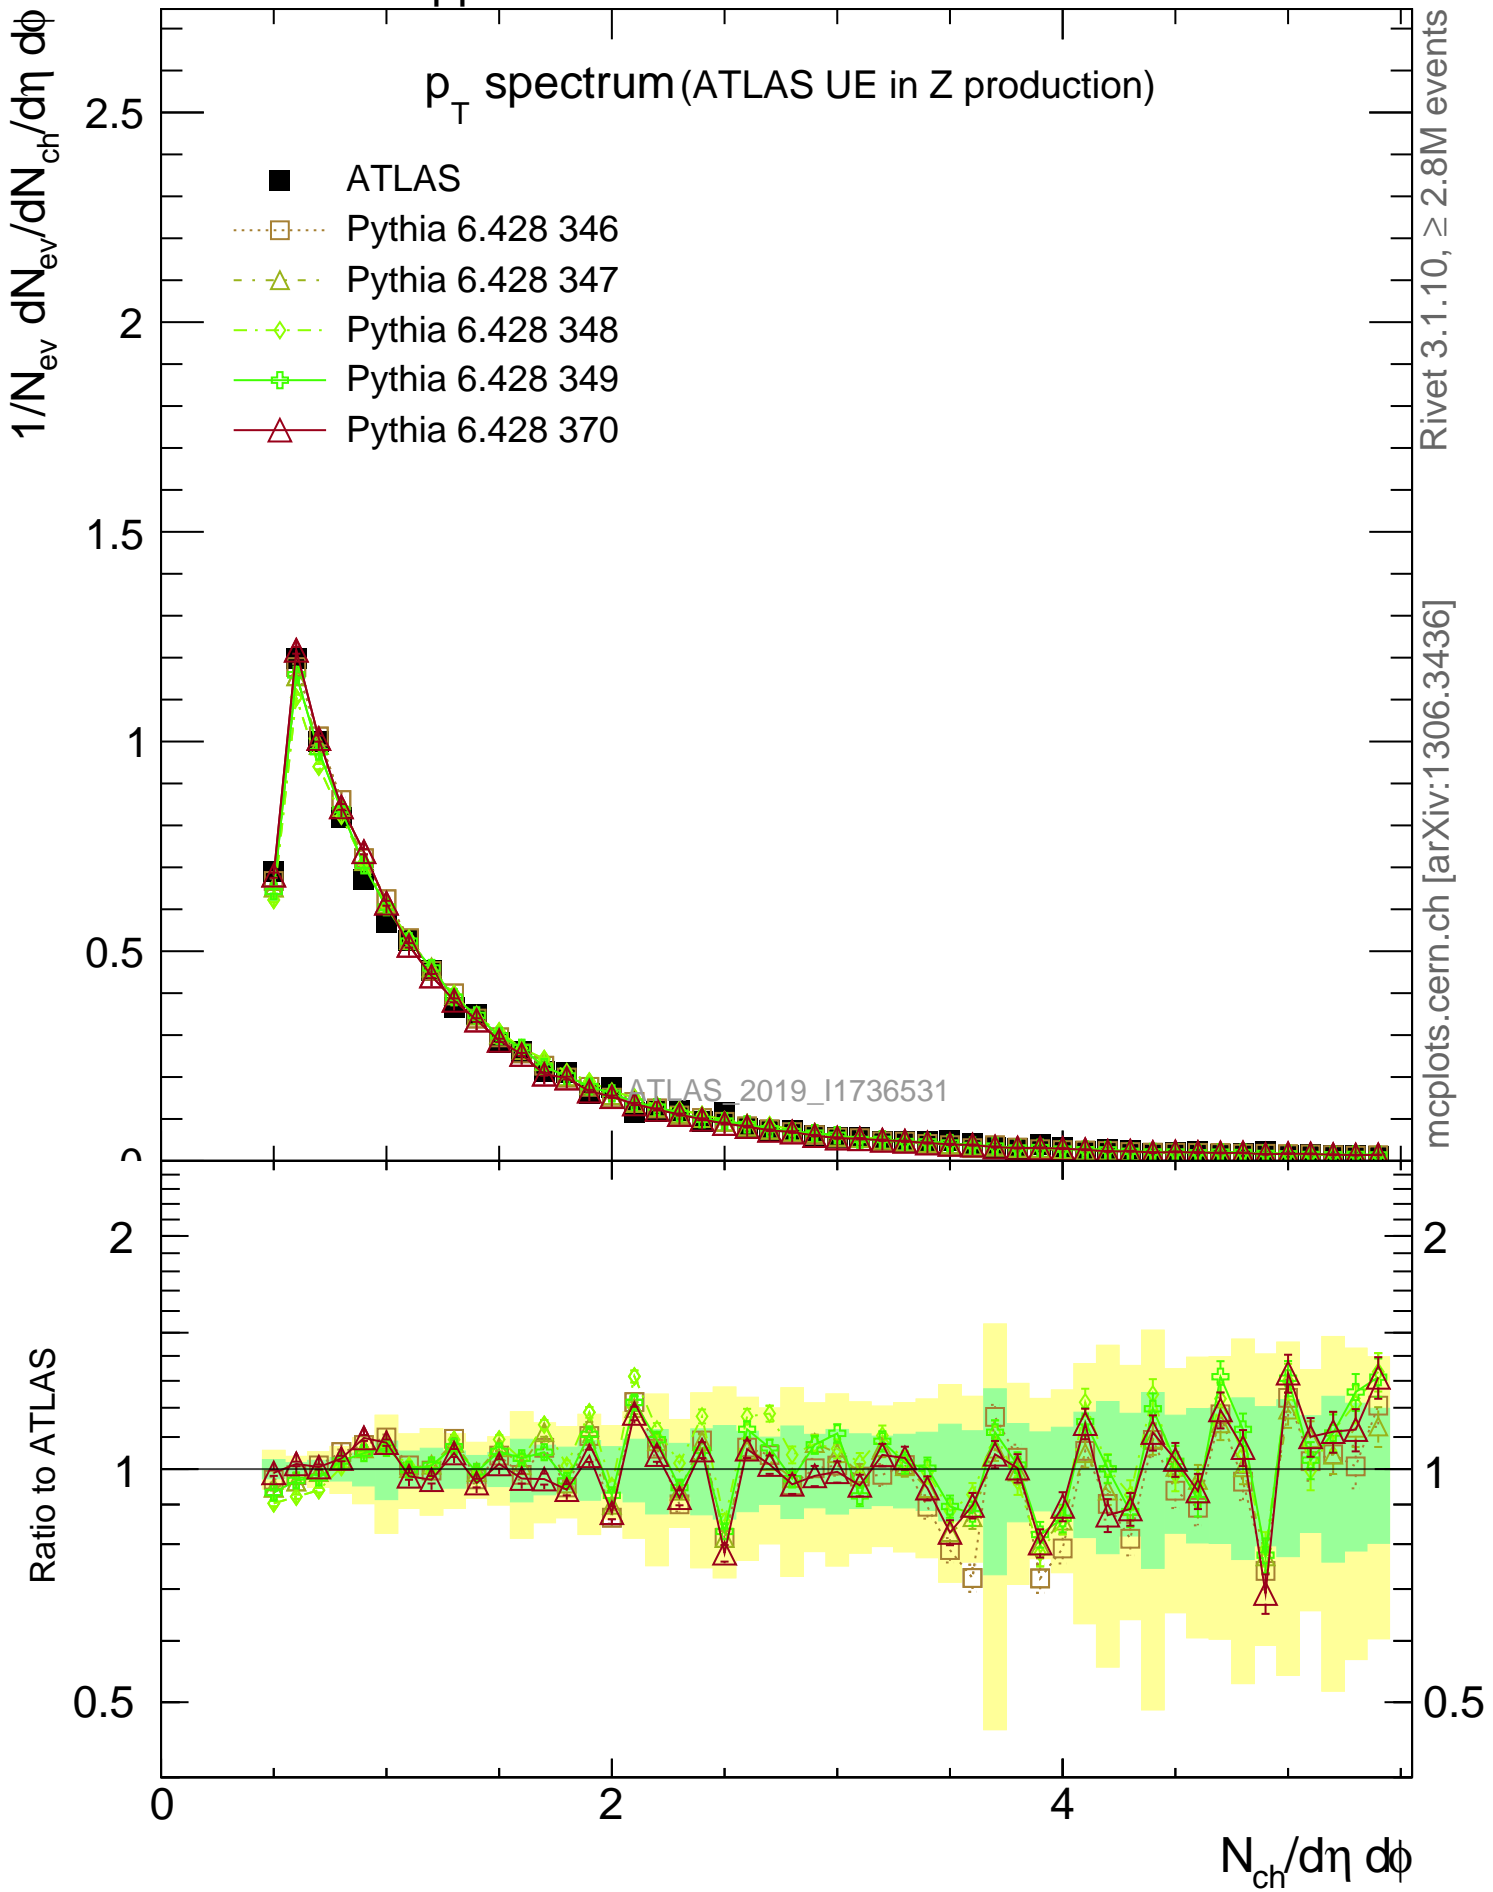 p_T spectrum (ATLAS UE in Z production)
1/N_ev dN_ev/dN_ch/dη dϕ
2.5
2
1.5
1
0.5
0
ATLAS
Pythia 6.428 346
Pythia 6.428 347
Pythia 6.428 348
Pythia 6.428 349
Pythia 6.428 370
ATLAS_2019_I1736531
Rivet 3.1.10, ≥ 2.8M events
mcplots.cern.ch [arXiv:1306.3436]
Ratio to ATLAS
2
1
0.5
2
1
0.5
0
2
4
N_ch/dη dϕ